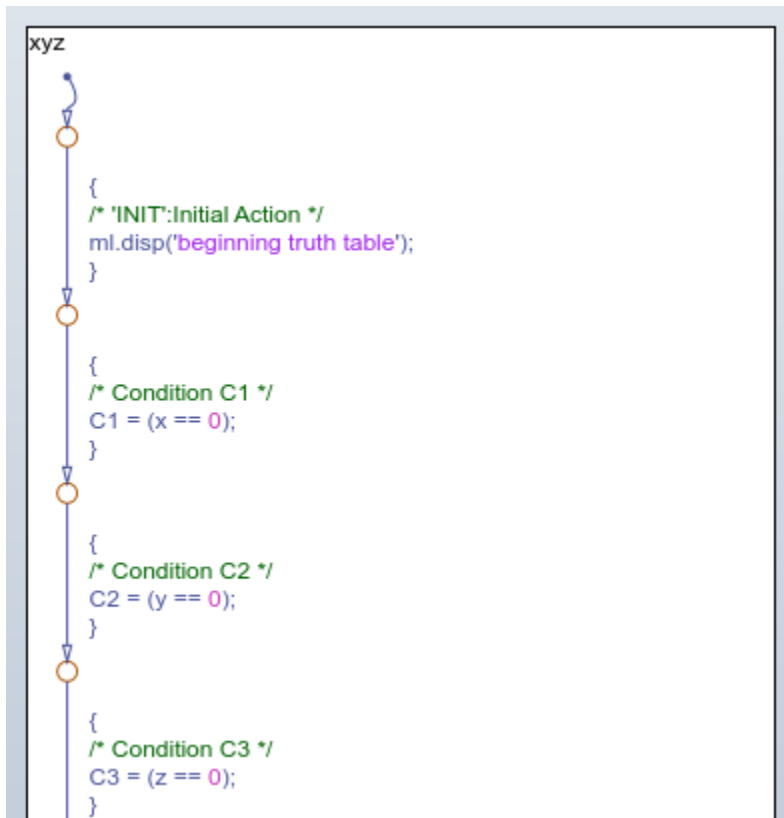 xyz
{
/* 'INIT':Initial Action */
ml.disp('beginning truth table');
}
{
/* Condition C1 */
C1 = (x == 0);
}
{
/* Condition C2 */
C2 = (y == 0);
}
{
/* Condition C3 */
C3 = (z == 0);
}